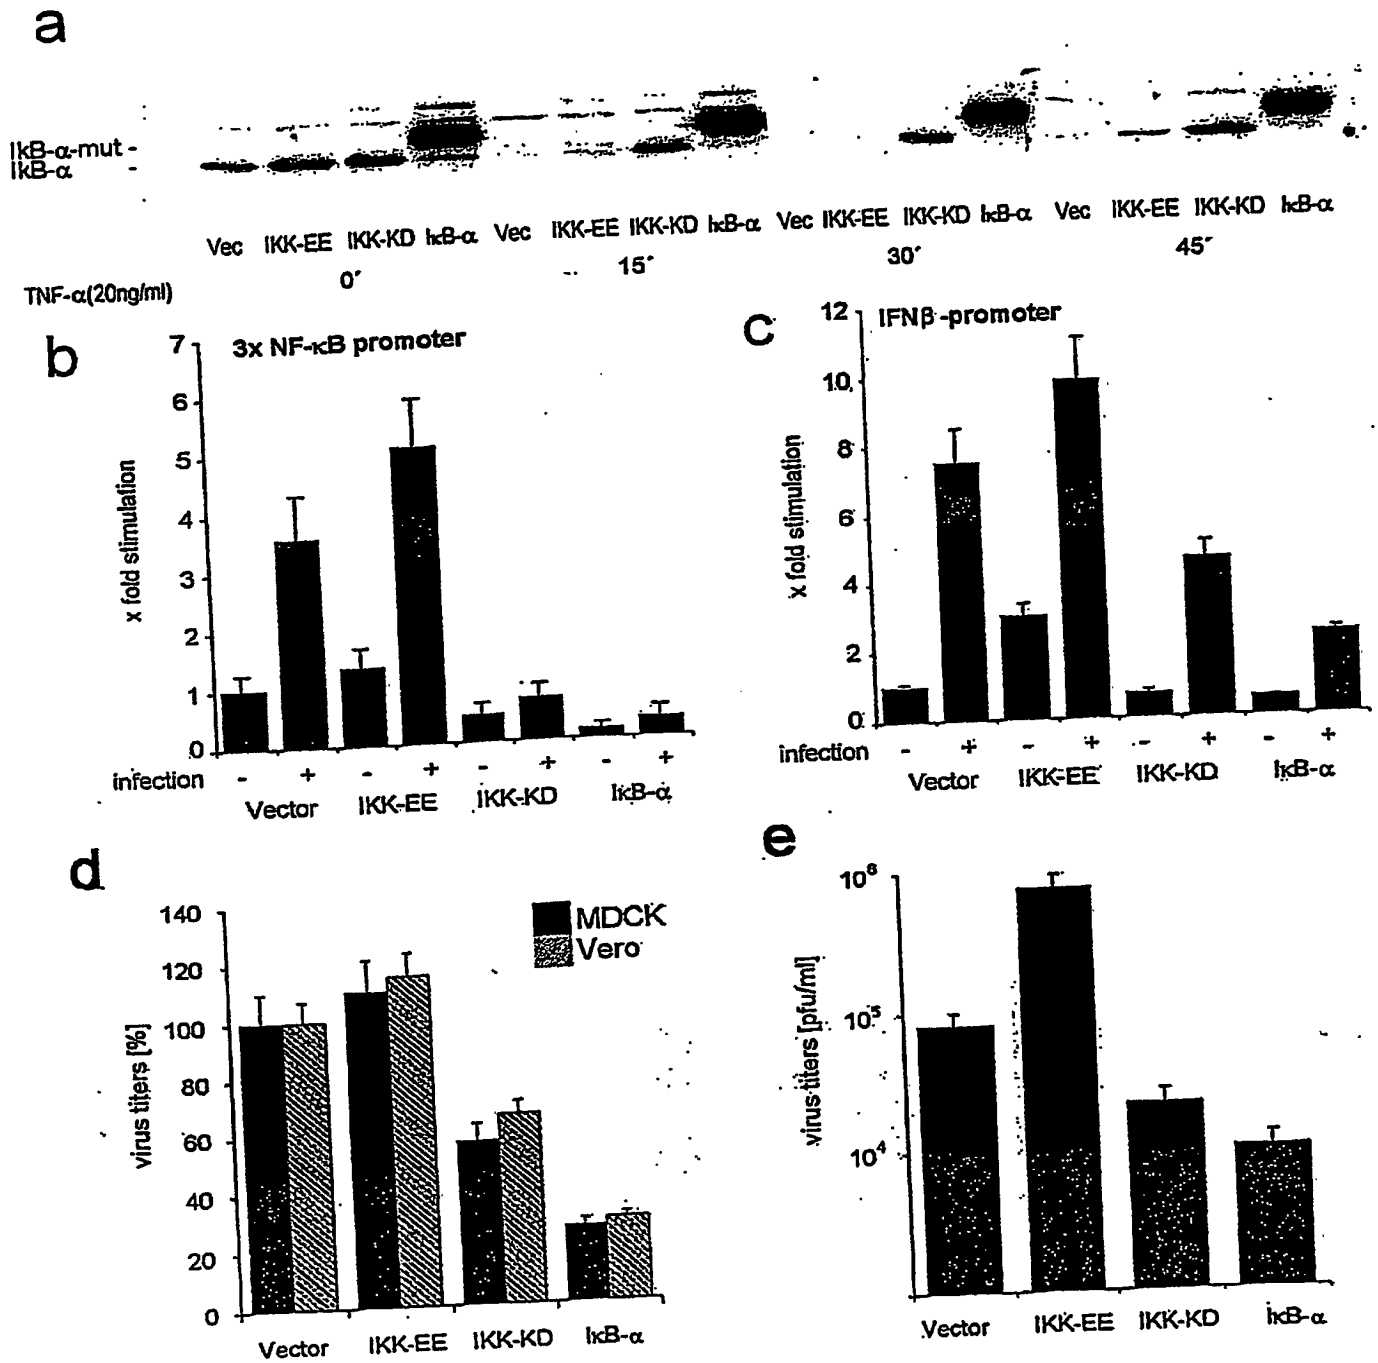 a
IkB-α-mut -
IkB-α -
Vec IKK-EE IKK-KD IκB-α Vec IKK-EE IKK-KD IκB-α Vec IKK-EE IKK-KD IκB-α Vec IKK-EE IKK-KD IκB-α
0´ 15´ 30´ 45´
TNF-α(20ng/ml)
b
3x NF-κB promoter
x fold stimulation
7
6
5
4
3
2
1
0
infection - + - + - + - +
Vector IKK-EE IKK-KD IκB-α
c
IFNβ-promoter
x fold stimulation
12
10
8
6
4
2
0
infection - + - + - + - +
Vector IKK-EE IKK-KD IκB-α
d
MDCK
Vero
virus titers [%]
140
120
100
80
60
40
20
0
Vector IKK-EE IKK-KD IκB-α
e
virus titers [pfu/ml]
10⁶
10⁵
10⁴
Vector IKK-EE IKK-KD IκB-α